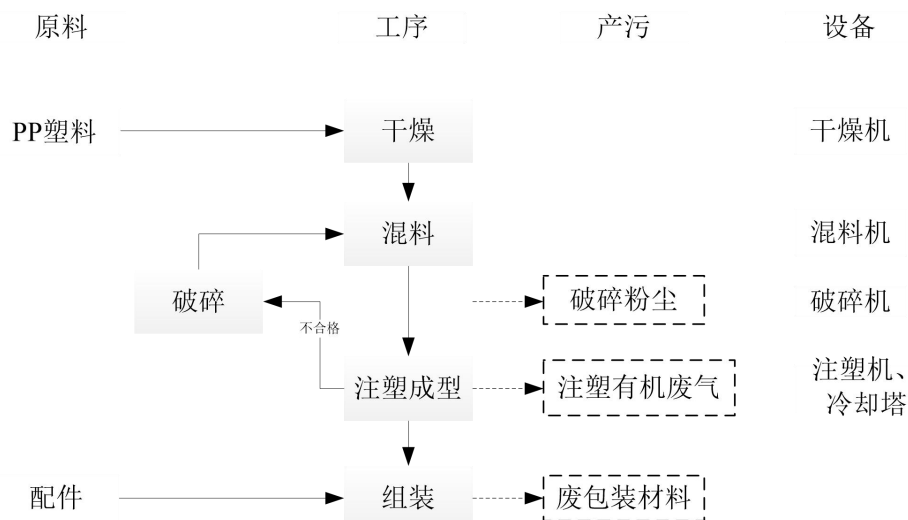 原料 工序 产污 设备
PP塑料 干燥 干燥机
混料 混料机
破碎 破碎粉尘 破碎机
不合格
注塑成型 注塑有机废气 注塑机、
冷却塔
配件 组装 废包装材料